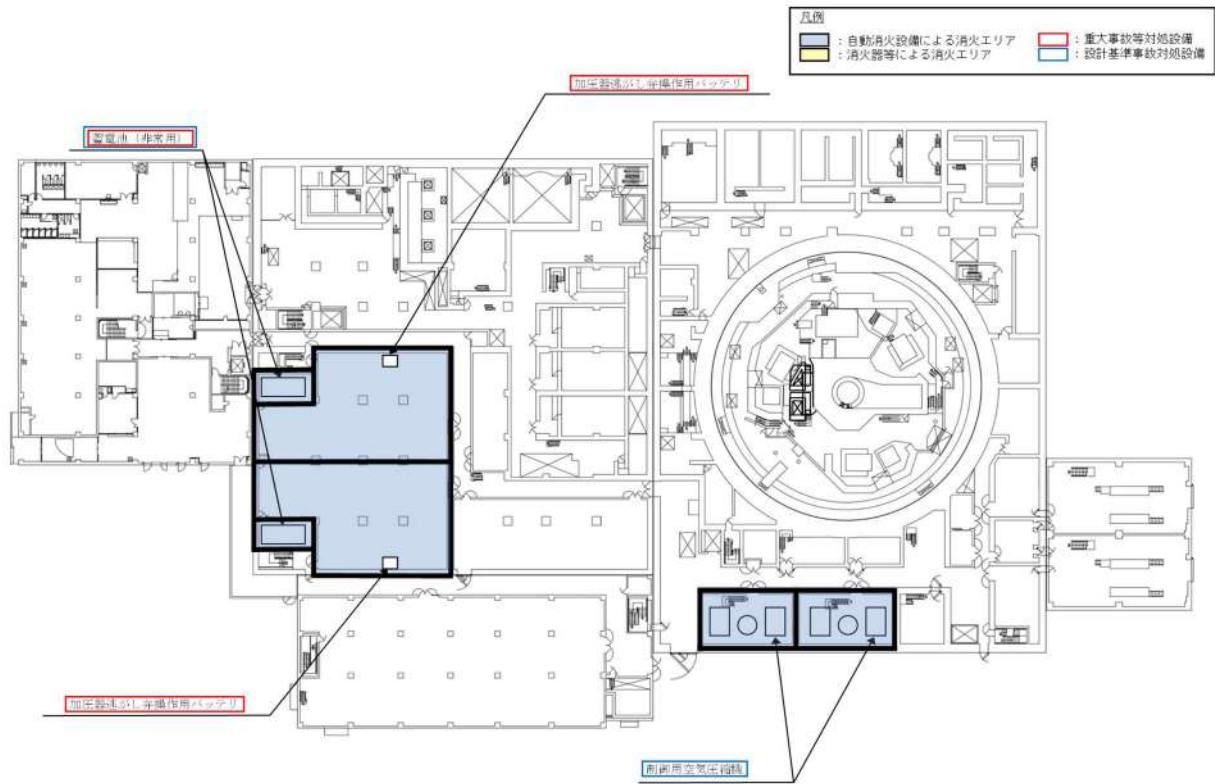 凡例
：自動消火設備による消火エリア
：重大事故等対処設備
：消火器等による消火エリア
：設計基準事故対処設備
加圧器逃がし弁操作用バッテリ
蓄電池（非常用）
加圧器逃がし弁操作用バッテリ
制御用空気圧縮機